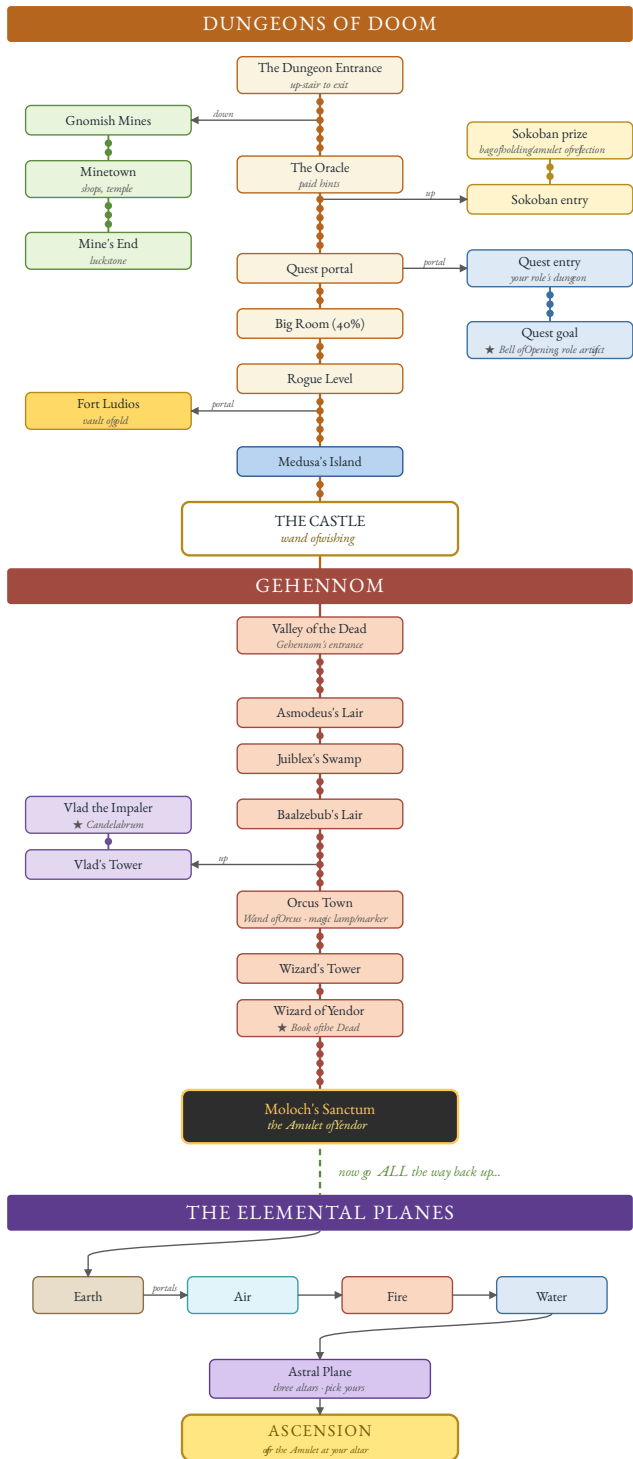 DUNGEONS OF DOOM
The Dungeon Entrance
up-stair to exit
down
Gnomish Mines
Minetown
shops, temple
Mine's End
luckstone
Sokoban prize
bag of holding/amulet of reflection
The Oracle
paid hints
up
Sokoban entry
Quest portal
portal
Quest entry
your role's dungeon
Big Room (40%)
Quest goal
★ Bell of Opening, role artifact
Rogue Level
Fort Ludios
vault of gold
portal
Medusa's Island
THE CASTLE
wand of wishing
GEHENNOM
Valley of the Dead
Gehennom's entrance
Asmodeus's Lair
Juiblex's Swamp
Vlad the Impaler
★ Candelabrum
Baalzebub's Lair
Vlad's Tower
up
Orcus Town
Wand of Orcus · magic lamp/marker
Wizard's Tower
Wizard of Yendor
★ Book of the Dead
Moloch's Sanctum
the Amulet of Yendor
now go ALL the way back up...
THE ELEMENTAL PLANES
Earth
portals
Air
Fire
Water
Astral Plane
three altars · pick yours
ASCENSION
offer the Amulet at your altar